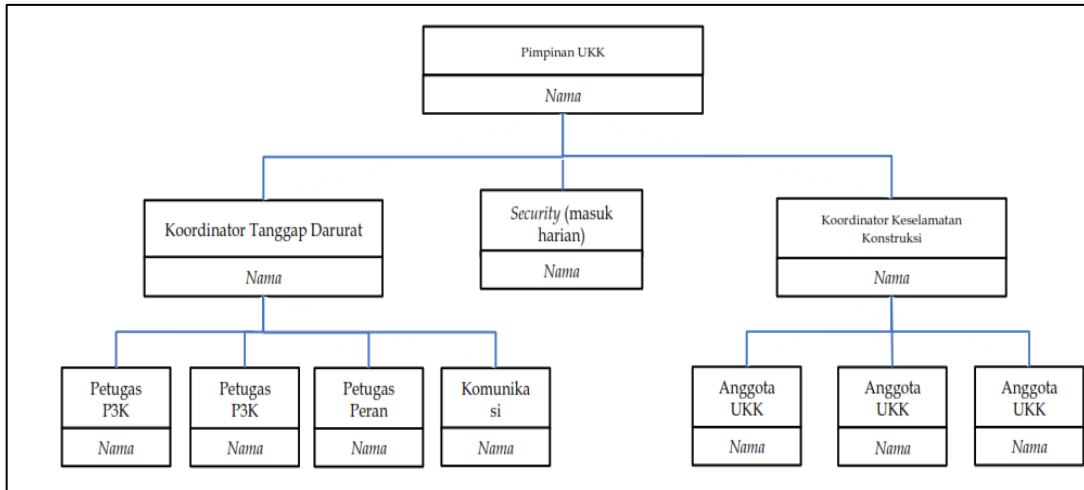 Pimpinan UKK
Nama
Koordinator Tanggap Darurat
Nama
Security (masuk
harian)
Nama
Koordinator Keselamatan
Konstruksi
Nama
Petugas
P3K
Nama
Petugas
P3K
Nama
Petugas
Peran
Nama
Komunika
si
Nama
Anggota
UKK
Nama
Anggota
UKK
Nama
Anggota
UKK
Nama